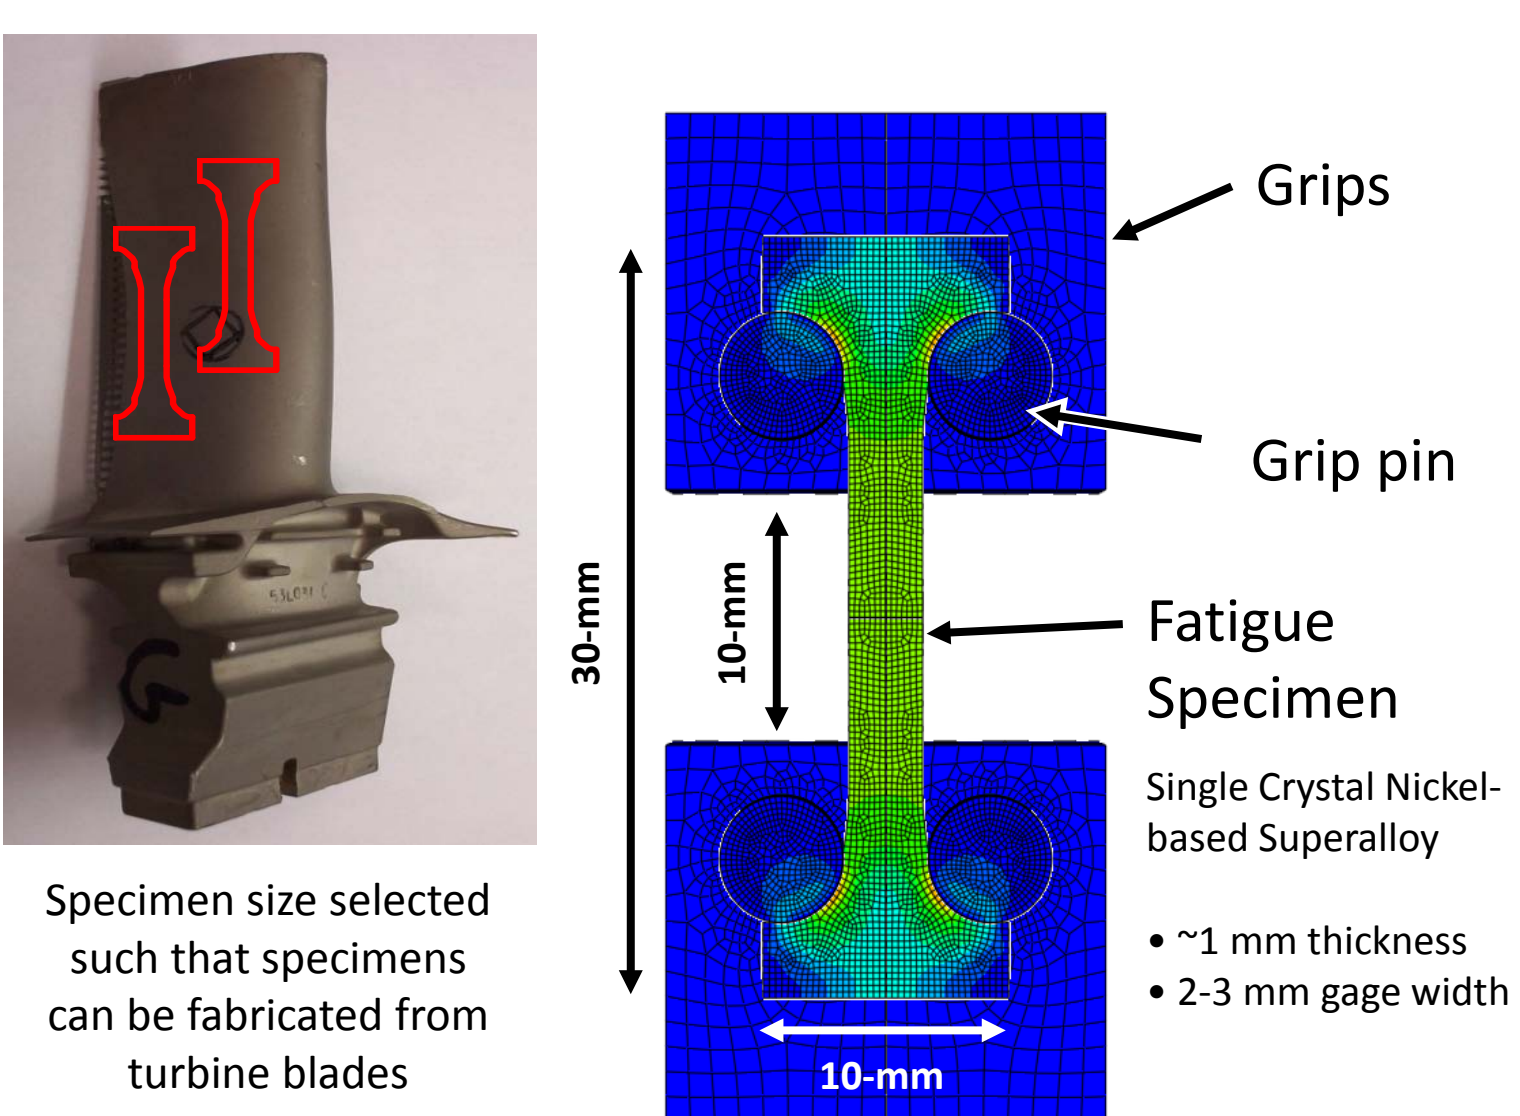 53L031 C
G
Specimen size selected
such that specimens
can be fabricated from
turbine blades
30-mm
10-mm
10-mm
Grips
Grip pin
Fatigue
Specimen
Single Crystal Nickel-
based Superalloy
• ~1 mm thickness
• 2-3 mm gage width